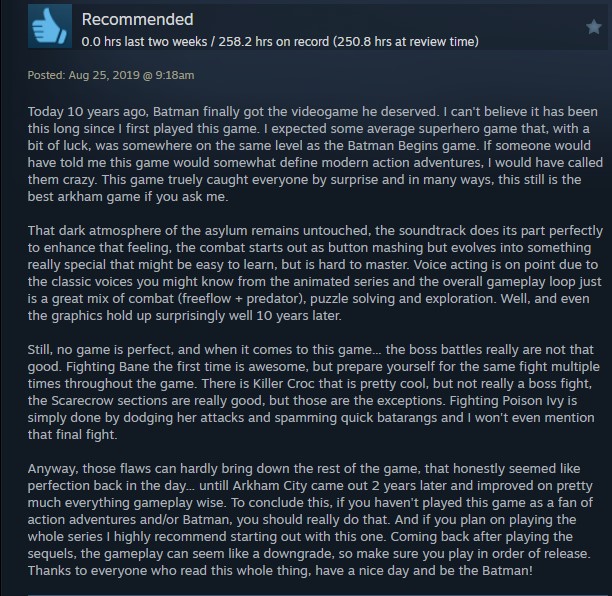 Recommended
0.0 hrs last two weeks / 258.2 hrs on record (250.8 hrs at review time)
Posted: Aug 25, 2019 @ 9:18am
Today 10 years ago, Batman finally got the videogame he deserved. I can't believe it has been
this long since I first played this game. I expected some average superhero game that, with a
bit of luck, was somewhere on the same level as the Batman Begins game. If someone would
have told me this game would somewhat define modern action adventures, I would have called
them crazy. This game truely caught everyone by surprise and in many ways, this still is the
best arkham game if you ask me.
That dark atmosphere of the asylum remains untouched, the soundtrack does its part perfectly
to enhance that feeling, the combat starts out as button mashing but evolves into something
really special that might be easy to learn, but is hard to master. Voice acting is on point due to
the classic voices you might know from the animated series and the overall gameplay loop just
is a great mix of combat (freeflow + predator), puzzle solving and exploration. Well, and even
the graphics hold up surprisingly well 10 years later.
Still, no game is perfect, and when it comes to this game... the boss battles really are not that
good. Fighting Bane the first time is awesome, but prepare yourself for the same fight multiple
times throughout the game. There is Killer Croc that is pretty cool, but not really a boss fight,
the Scarecrow sections are really good, but those are the exceptions. Fighting Poison Ivy is
simply done by dodging her attacks and spamming quick batarangs and I won't even mention
that final fight.
Anyway, those flaws can hardly bring down the rest of the game, that honestly seemed like
perfection back in the day... untill Arkham City came out 2 years later and improved on pretty
much everything gameplay wise. To conclude this, if you haven't played this game as a fan of
action adventures and/or Batman, you should really do that. And if you plan on playing the
whole series I highly recommend starting out with this one. Coming back after playing the
sequels, the gameplay can seem like a downgrade, so make sure you play in order of release.
Thanks to everyone who read this whole thing, have a nice day and be the Batman!